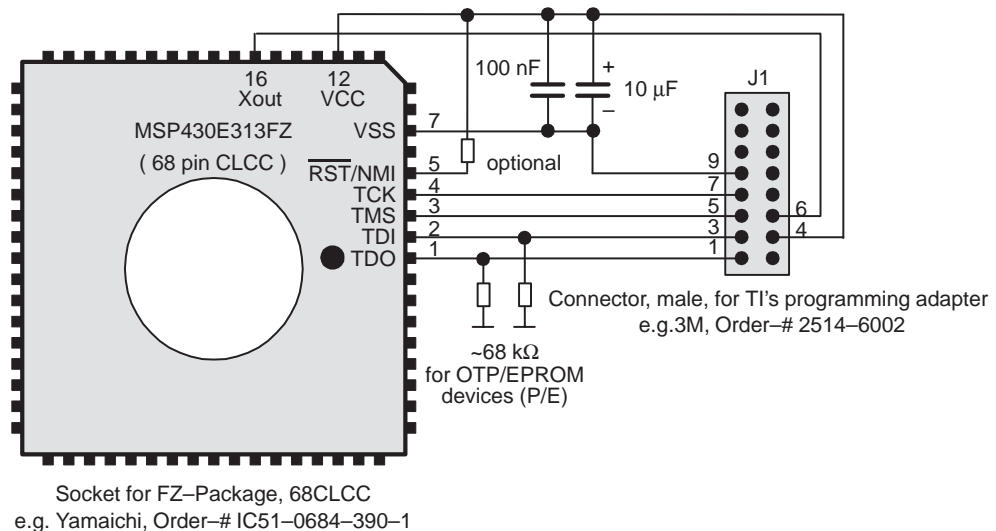 16
Xout
12
VCC
MSP430E313FZ
( 68 pin CLCC )
VSS
RST/NMI
TCK
TMS
TDI
TDO
7
5
4
3
2
1
100 nF
+
10 μF
–
optional
J1
9
7
5
3
1
6
4
Connector, male, for TI's programming adapter
e.g.3M, Order–# 2514–6002
~68 kΩ
for OTP/EPROM
devices (P/E)
Socket for FZ–Package, 68CLCC
e.g. Yamaichi, Order–# IC51–0684–390–1